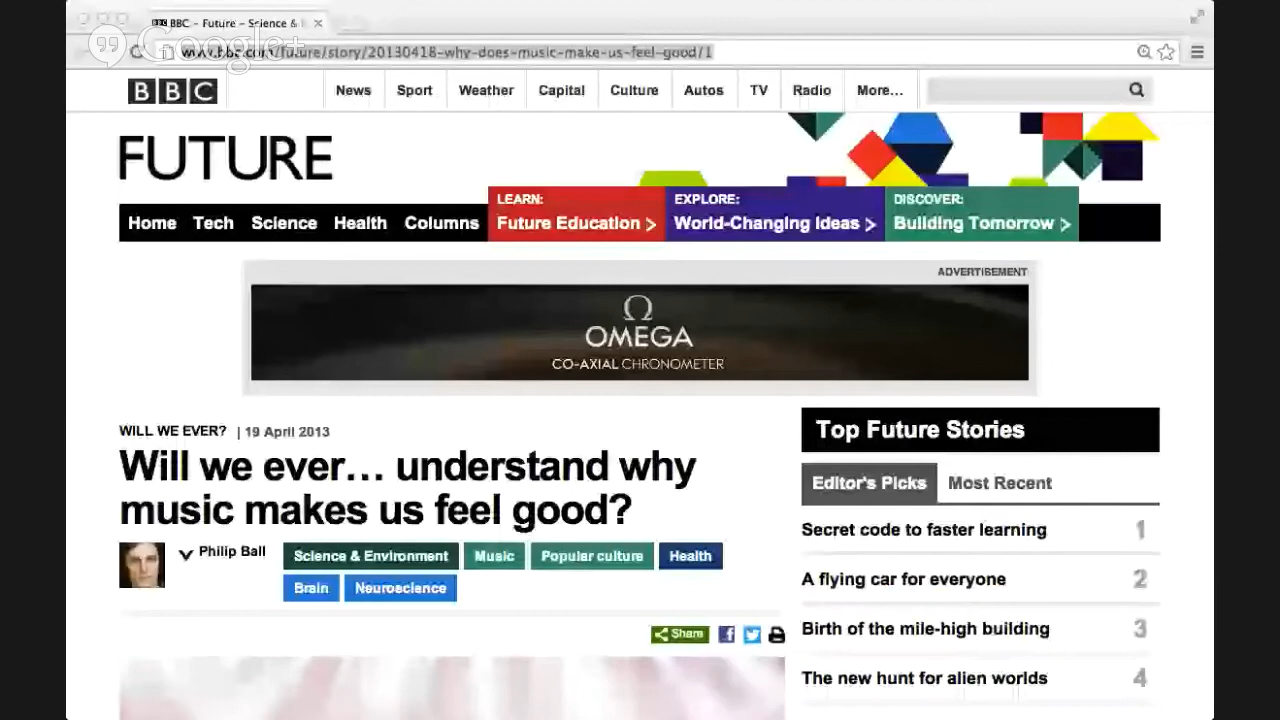 BBC - Future - Science &
Google+
www.bbc.com/future/story/20130418-why-does-music-make-us-feel-good/1
BBC News Sport Weather Capital Culture Autos TV Radio More...
FUTURE
LEARN: EXPLORE: DISCOVER:
Home Tech Science Health Columns Future Education > World-Changing Ideas > Building Tomorrow >
ADVERTISEMENT
Ω
OMEGA
CO-AXIAL CHRONOMETER
WILL WE EVER? | 19 April 2013
Will we ever… understand why
music makes us feel good?
Philip Ball
Science & Environment Music Popular culture Health
Brain Neuroscience
Share
Top Future Stories
Editor's Picks Most Recent
Secret code to faster learning 1
A flying car for everyone 2
Birth of the mile-high building 3
The new hunt for alien worlds 4